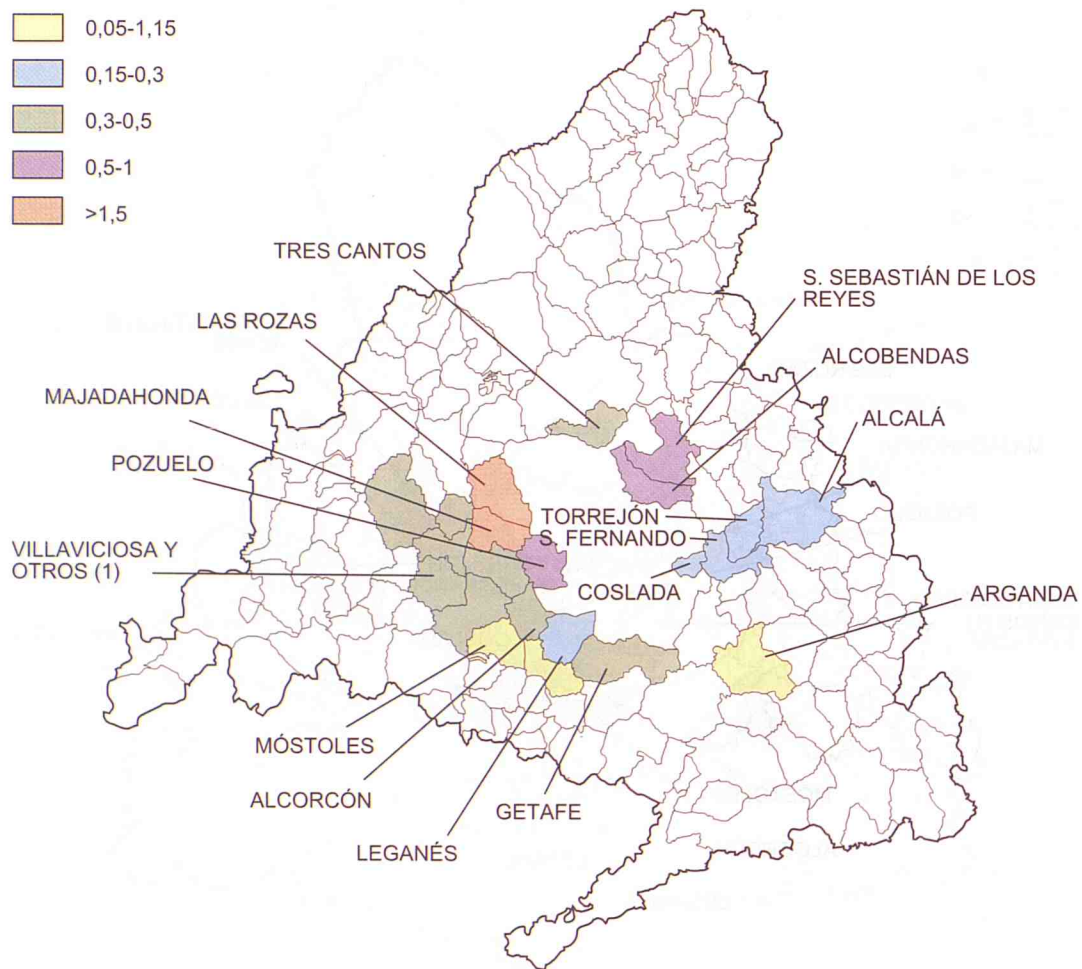 0,05-1,15
0,15-0,3
0,3-0,5
0,5-1
>1,5
TRES CANTOS
S. SEBASTIÁN DE LOS
REYES
LAS ROZAS
ALCOBENDAS
MAJADAHONDA
ALCALÁ
POZUELO
TORREJÓN
S. FERNANDO
VILLAVICIOSA Y
OTROS (1)
COSLADA
ARGANDA
MÓSTOLES
ALCORCÓN
GETAFE
LEGANÉS